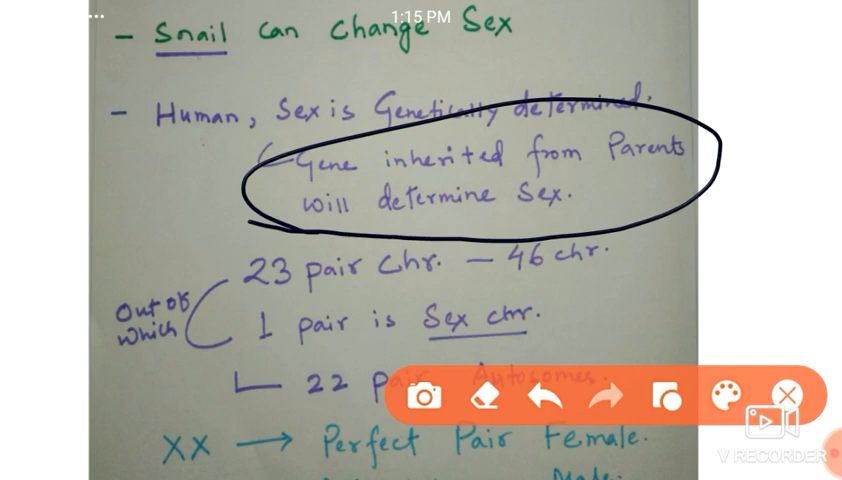 1:15 PM
- Snail can change Sex
- Human, Sex is Genetically determined.
Gene inherited from Parents
will determine Sex.
23 pair Chr. - 46 chr.
Out of
which
1 pair is Sex chr.
22 pair Autosomes.
XX → Perfect Pair Female.
Male.
V RECORDER